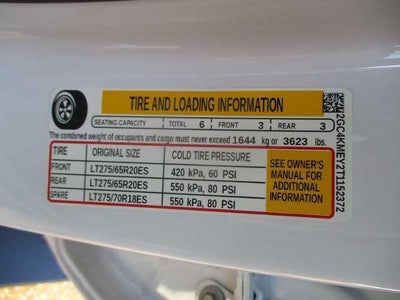 TIRE AND LOADING INFORMATION
SEATING CAPACITY TOTAL 6 FRONT 3 REAR 3
The combined weight of occupants and cargo must never exceed 1644 kg or 3623 lbs.
TIRE ORIGINAL SIZE COLD TIRE PRESSURE
FRONT LT275/65R20ES 420 kPa, 60 PSI
REAR LT275/65R20ES 550 kPa, 80 PSI
SPARE LT275/70R18ES 550 kPa, 80 PSI
SEE OWNER'S
MANUAL FOR
ADDITIONAL
INFORMATION
2GC4KMEY2T1152372